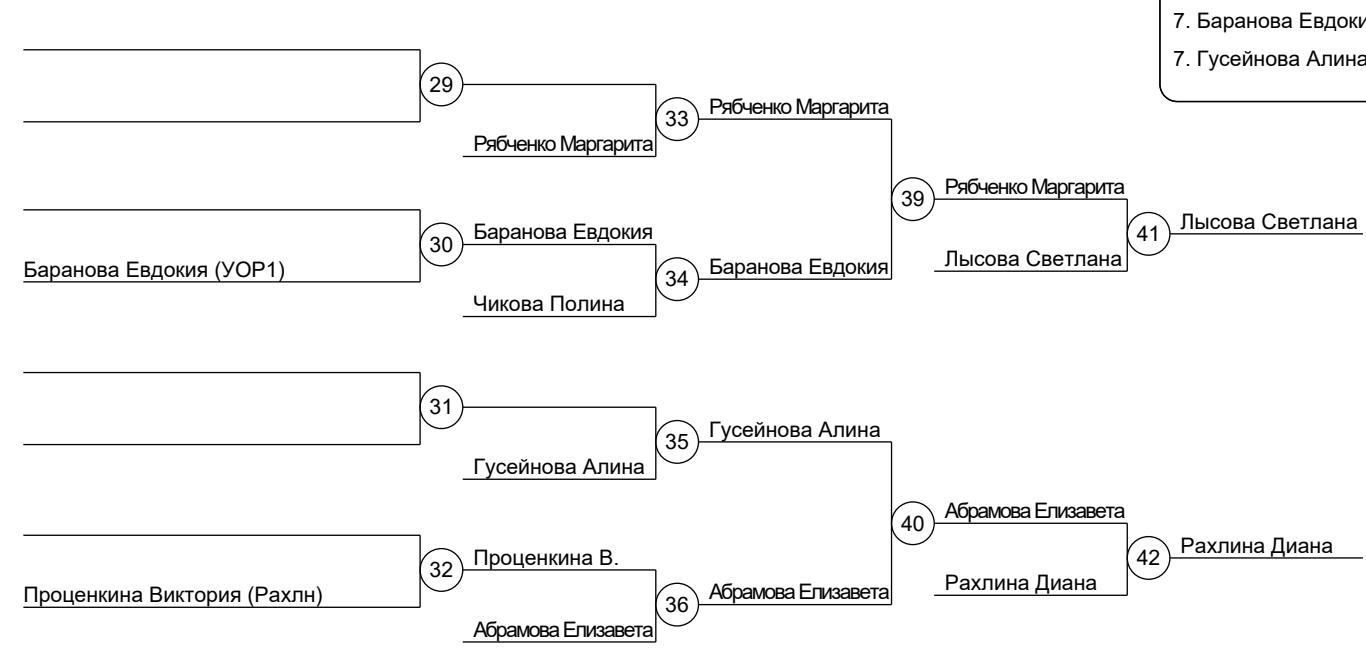 7. Баранова Евдоки
7. Гусейнова Алина
29
33
Рябченко Маргарита
Рябченко Маргарита
39
Рябченко Маргарита
41
Лысова Светлана
Баранова Евдокия (УОР1)
30
Баранова Евдокия
34
Баранова Евдокия
Лысова Светлана
Чикова Полина
31
35
Гусейнова Алина
Гусейнова Алина
40
Абрамова Елизавета
42
Рахлина Диана
Проценкина Виктория (Рахлн)
32
Проценкина В.
36
Абрамова Елизавета
Рахлина Диана
Абрамова Елизавета